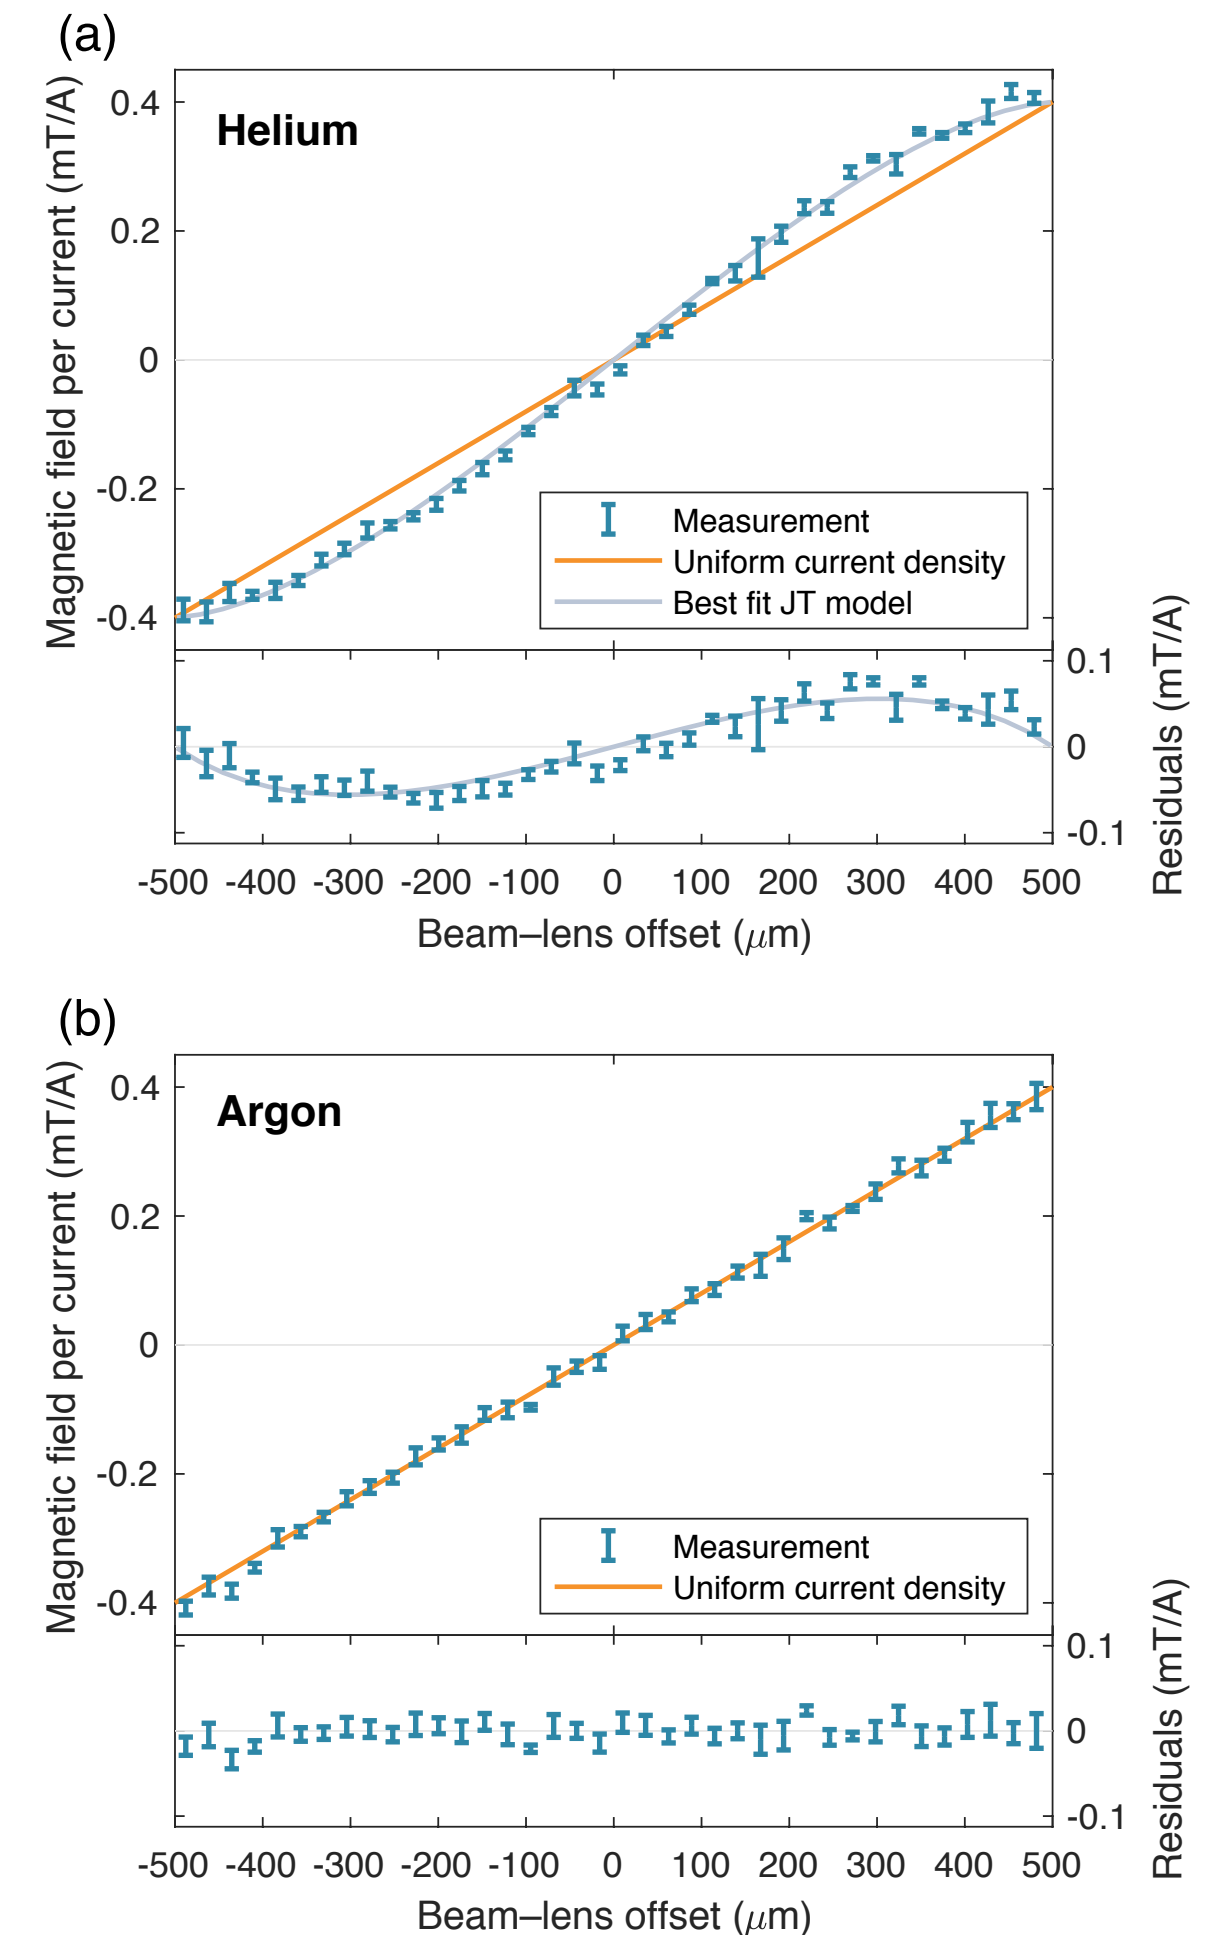 (a)
Magnetic field per current (mT/A)
0.4
0.2
0
-0.2
-0.4
Helium
Measurement
Uniform current density
Best fit JT model
0.1
0
-0.1
Residuals (mT/A)
-500 -400 -300 -200 -100 0 100 200 300 400 500
Beam–lens offset (μm)
(b)
Magnetic field per current (mT/A)
0.4
0.2
0
-0.2
-0.4
Argon
Measurement
Uniform current density
0.1
0
-0.1
Residuals (mT/A)
-500 -400 -300 -200 -100 0 100 200 300 400 500
Beam–lens offset (μm)